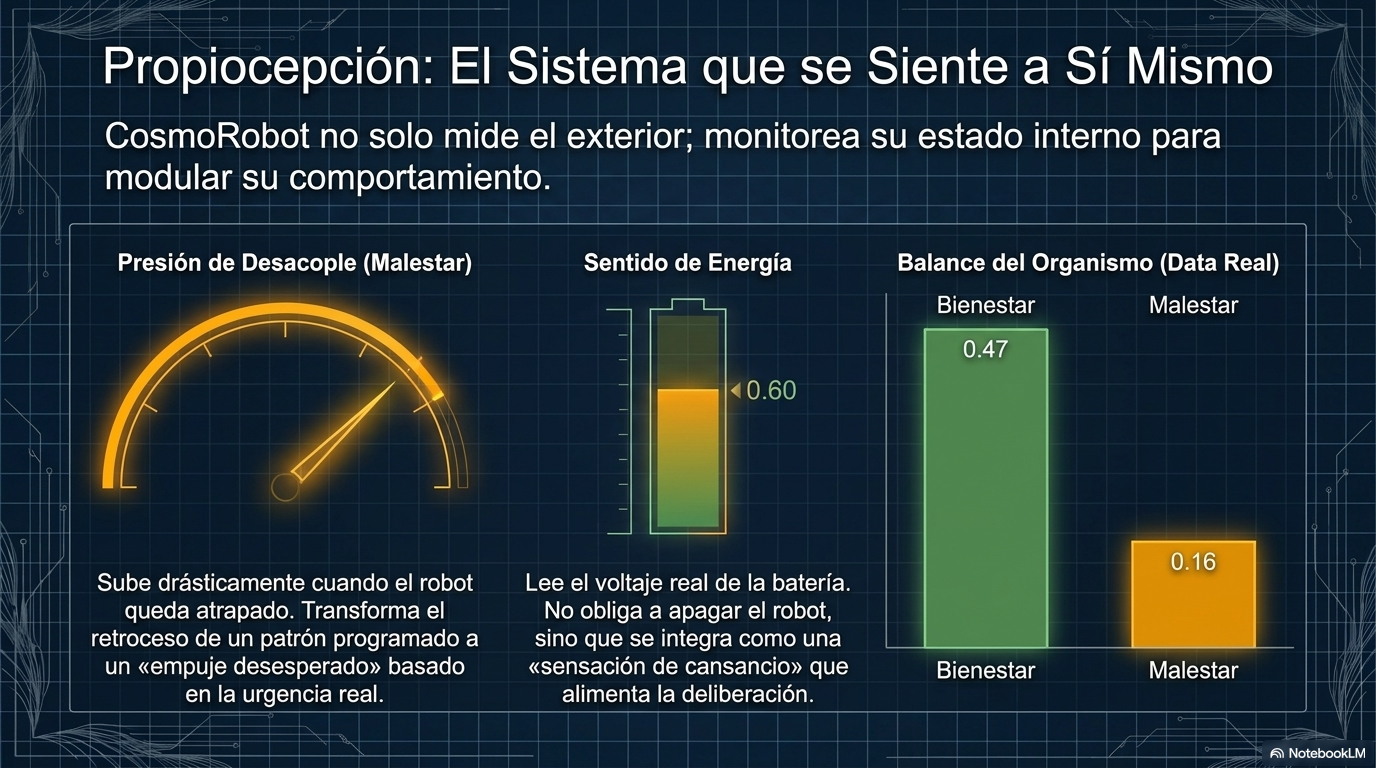 Propiocepción: El Sistema que se Siente a Sí Mismo
CosmoRobot no solo mide el exterior; monitorea su estado interno para
modular su comportamiento.
Presión de Desacople (Malestar)
Sube drásticamente cuando el robot
queda atrapado. Transforma el
retroceso de un patrón programado a
un «empuje desesperado» basado
en la urgencia real.
Sentido de Energía
0.60
Lee el voltaje real de la batería.
No obliga a apagar el robot,
sino que se integra como una
«sensación de cansancio» que
alimenta la deliberación.
Balance del Organismo (Data Real)
Bienestar
Malestar
0.47
0.16
Bienestar
Malestar
NotebookLM